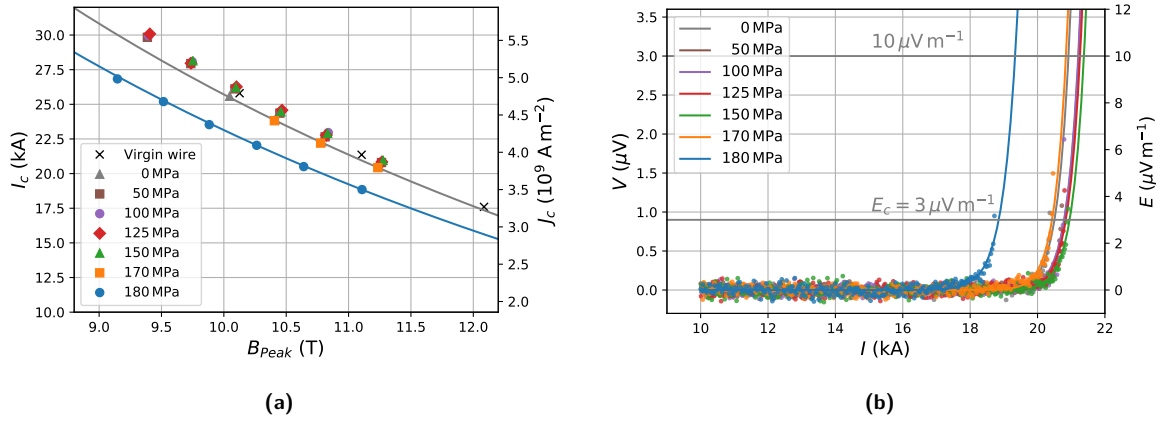 30.0
27.5
25.0
22.5
20.0
17.5
15.0
12.5
10.0
I_c (kA)
9.0 9.5 10.0 10.5 11.0 11.5 12.0
B_Peak (T)
5.5
5.0
4.5
4.0
3.5
3.0
2.5
2.0
J_c (10⁹ A m⁻²)
Virgin wire
0 MPa
50 MPa
100 MPa
125 MPa
150 MPa
170 MPa
180 MPa
(a)
3.5
3.0
2.5
2.0
1.5
1.0
0.5
0.0
V (µV)
0 MPa
50 MPa
100 MPa
125 MPa
150 MPa
170 MPa
180 MPa
10 µV m⁻¹
E_c = 3 µV m⁻¹
10 12 14 16 18 20 22
I (kA)
12
10
8
6
4
2
0
E (µV m⁻¹)
(b)